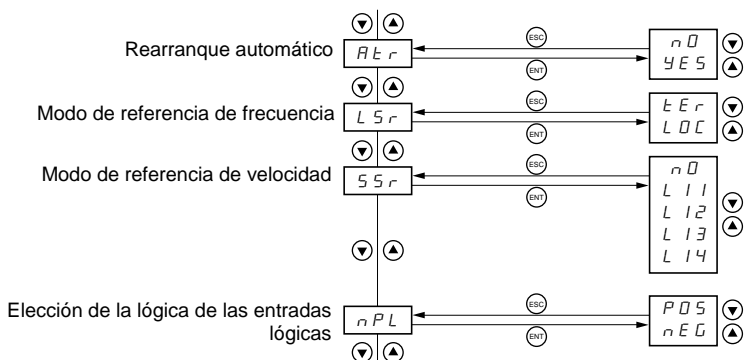 Rearranque automático
Atr
ESC
ENT
nO
YES
Modo de referencia de frecuencia
LSr
ESC
ENT
tEr
LOC
Modo de referencia de velocidad
SSr
ESC
ENT
nO
LI1
LI2
LI3
LI4
Elección de la lógica de las entradas
lógicas
nPL
ESC
ENT
POS
nEG